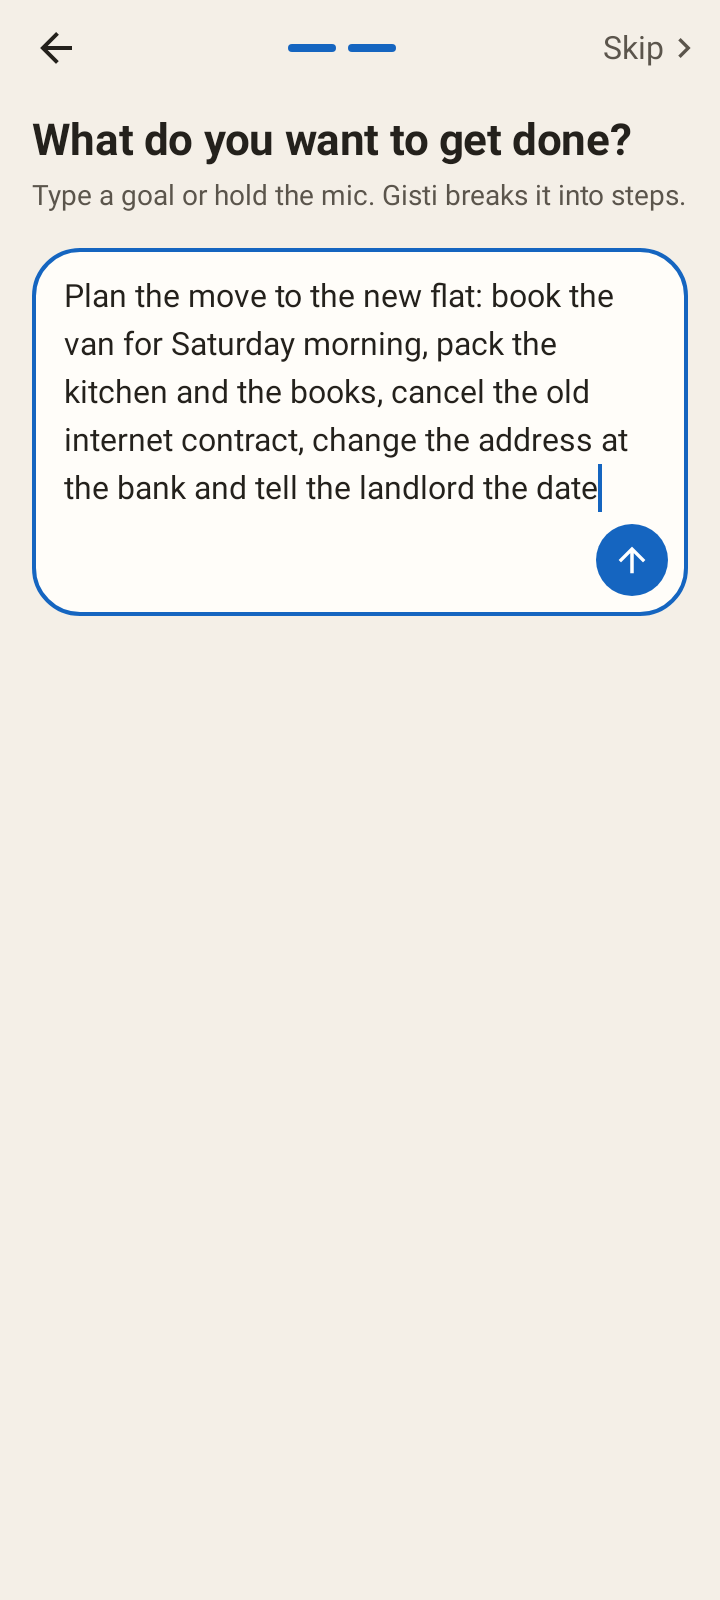 Skip
What do you want to get done?
Type a goal or hold the mic. Gisti breaks it into steps.
Plan the move to the new flat: book the
van for Saturday morning, pack the
kitchen and the books, cancel the old
internet contract, change the address at
the bank and tell the landlord the date